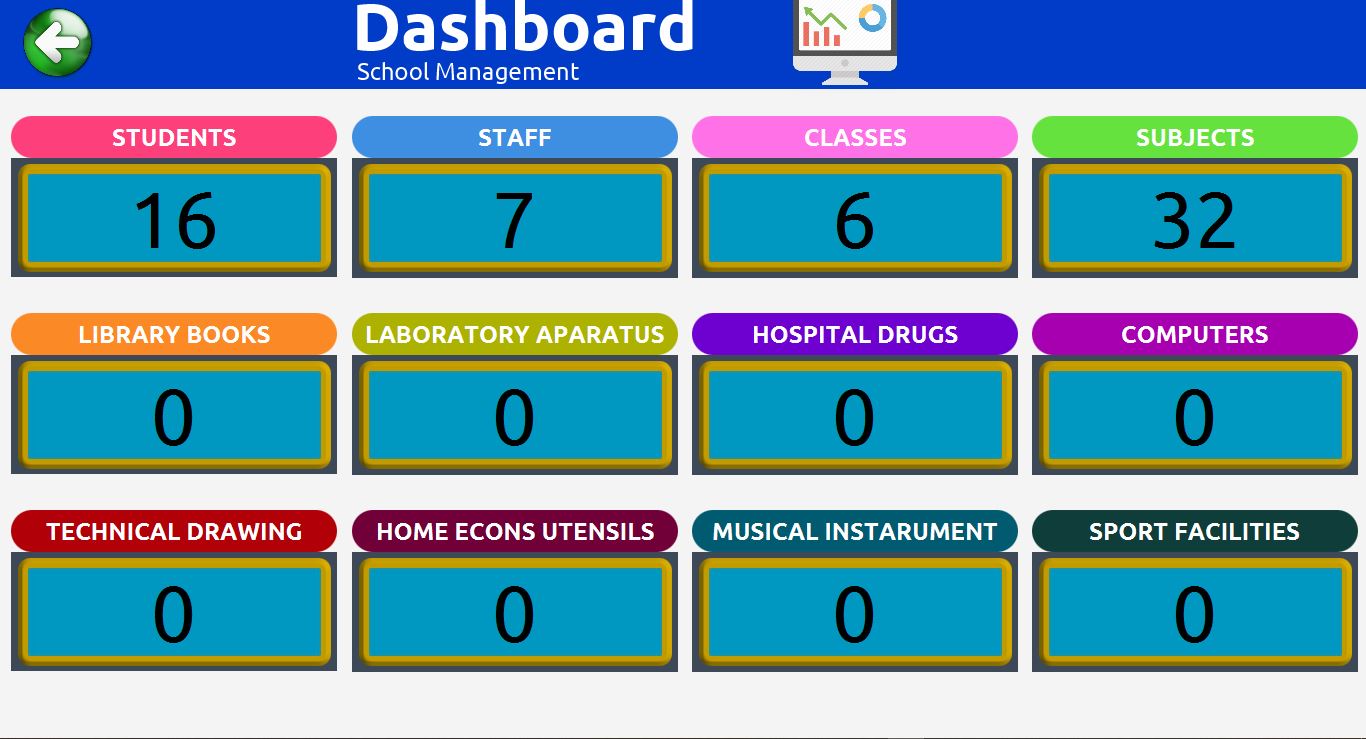 Dashboard
School Management
STUDENTS STAFF CLASSES SUBJECTS
16 7 6 32
LIBRARY BOOKS LABORATORY APARATUS HOSPITAL DRUGS COMPUTERS
0 0 0 0
TECHNICAL DRAWING HOME ECONS UTENSILS MUSICAL INSTARUMENT SPORT FACILITIES
0 0 0 0